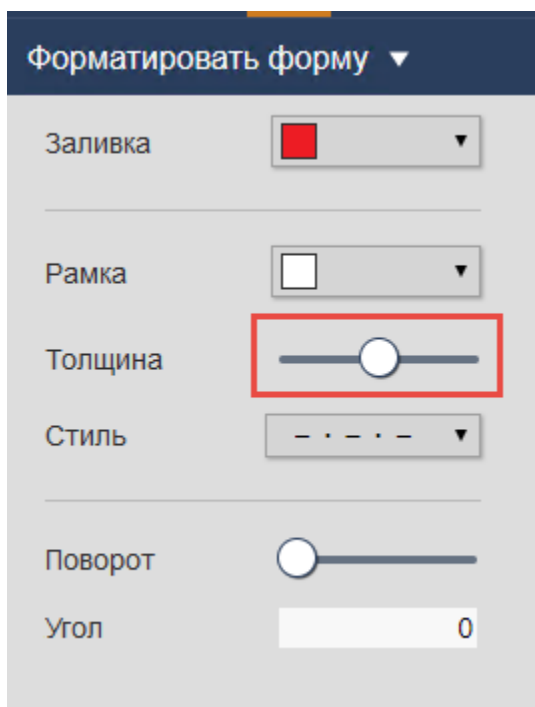 Форматировать форму
Заливка
Рамка
Толщина
Стиль
Поворот
Угол 0